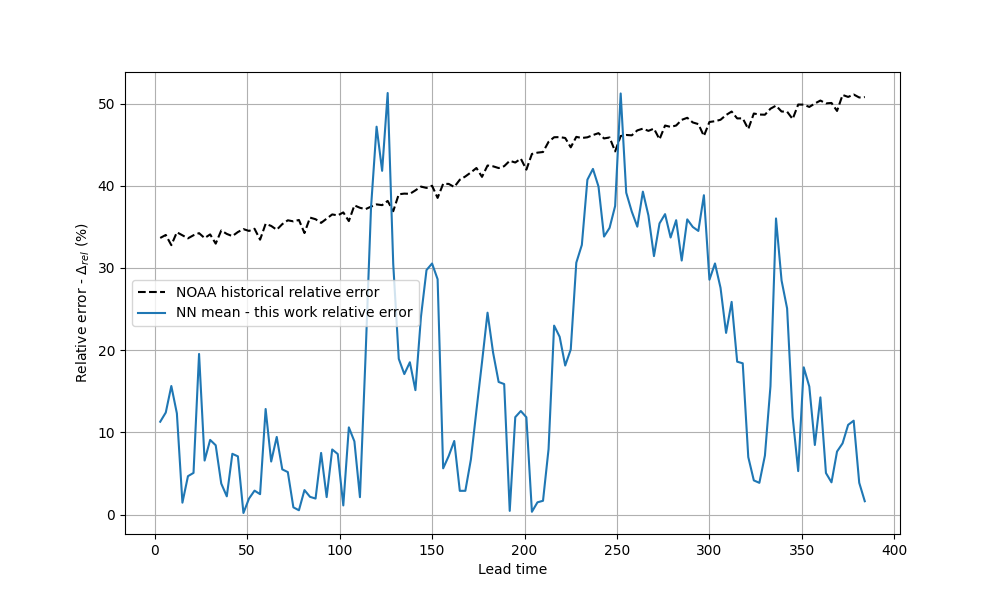 50
40
30
20
10
0
Relative error - Δrel (%)
NOAA historical relative error
NN mean - this work relative error
0 50 100 150 200 250 300 350 400
Lead time